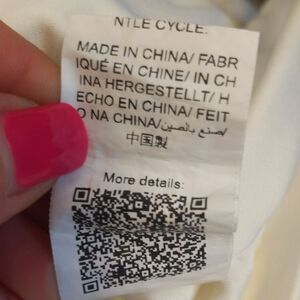 NTLE CYCLE.
MADE IN CHINA/ FABR
IQUÉ EN CHINE/ IN CH
INA HERGESTELLT/ H
ECHO EN CHINA/ FEIT
O NA CHINA/صنع بالصين/
中国製
More details: